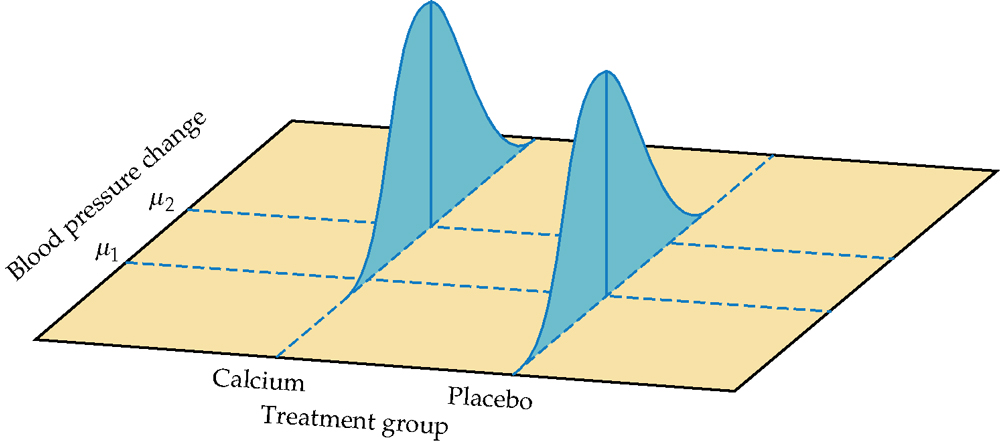 Blood pressure change
μ2
μ1
Calcium
Placebo
Treatment group